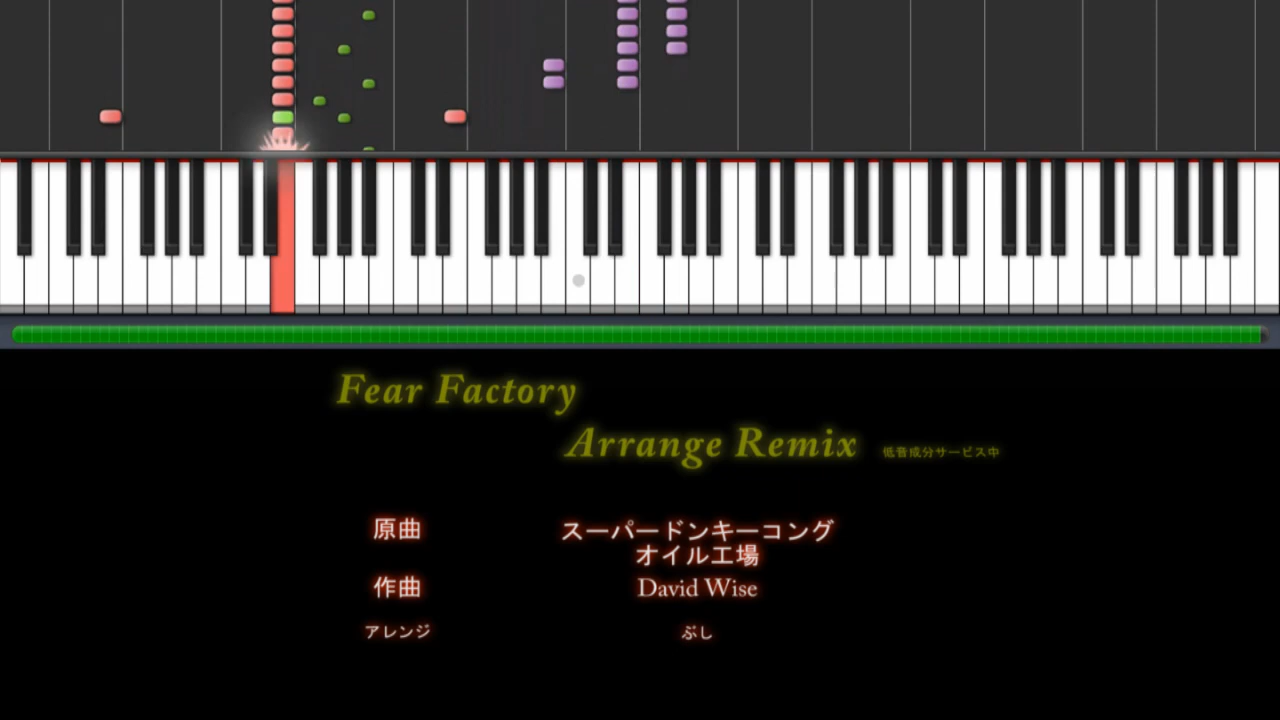 Fear Factory
Arrange Remix 低音成分サービス中
原曲 スーパードンキーコング
オイル工場
作曲 David Wise
アレンジ ぶし